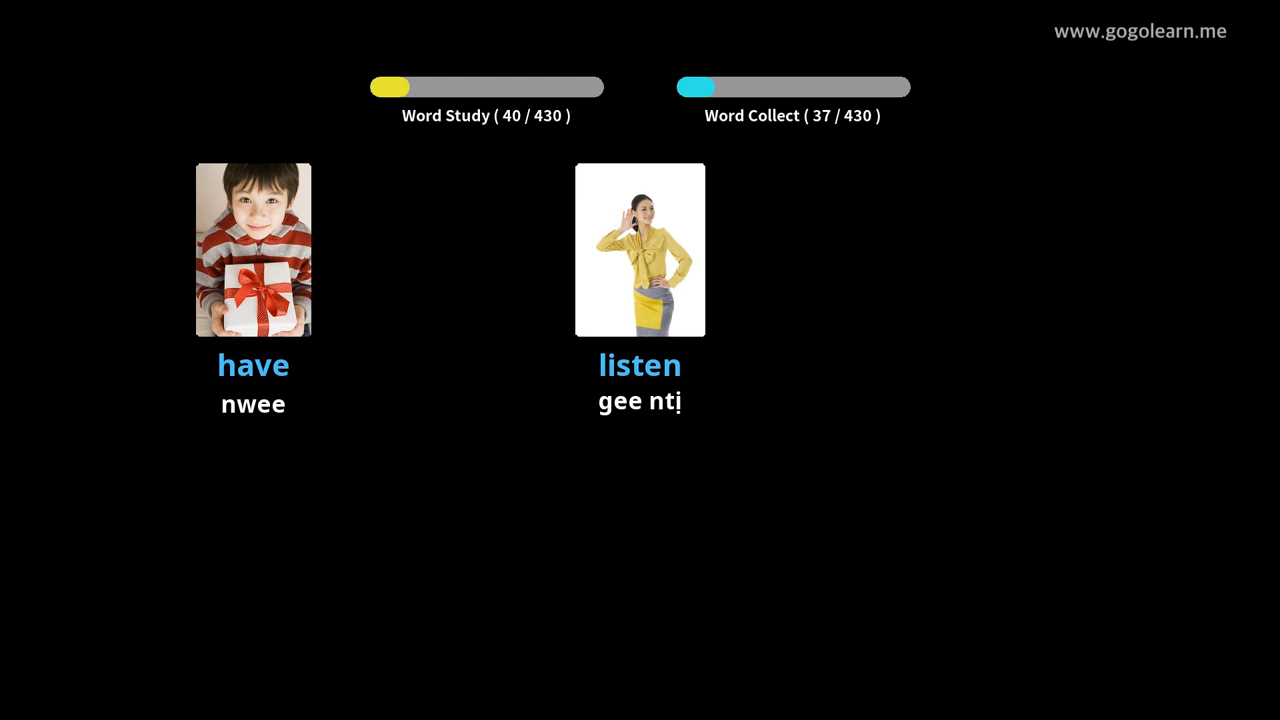 www.gogolearn.me
Word Study ( 40 / 430 )
Word Collect ( 37 / 430 )
have
nwee
listen
gee ntị